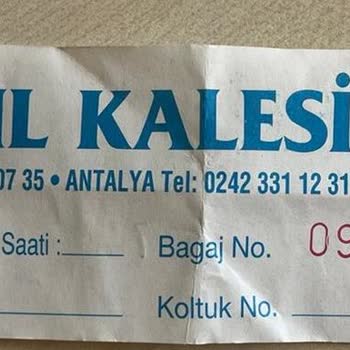 IL KALESİ
07 35 • ANTALYA Tel: 0242 331 12 31
Saati : Bagaj No. 09
Koltuk No.